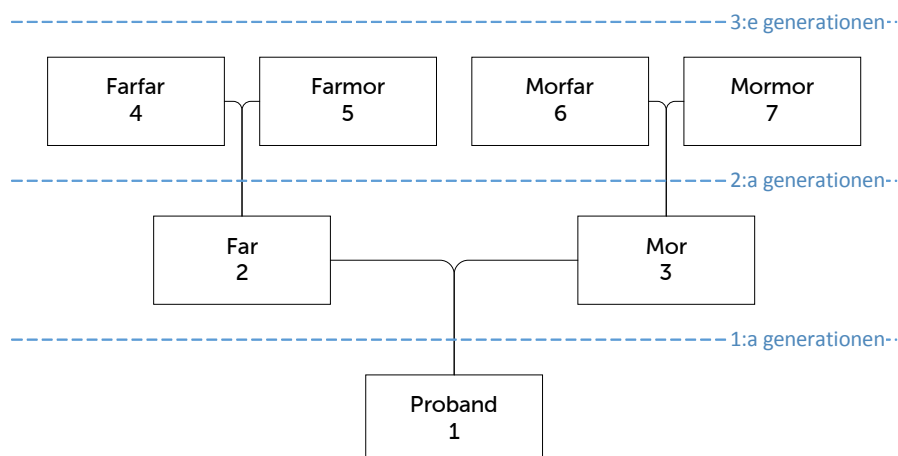 3:e generationen
Farfar
4
Farmor
5
Morfar
6
Mormor
7
2:a generationen
Far
2
Mor
3
1:a generationen
Proband
1